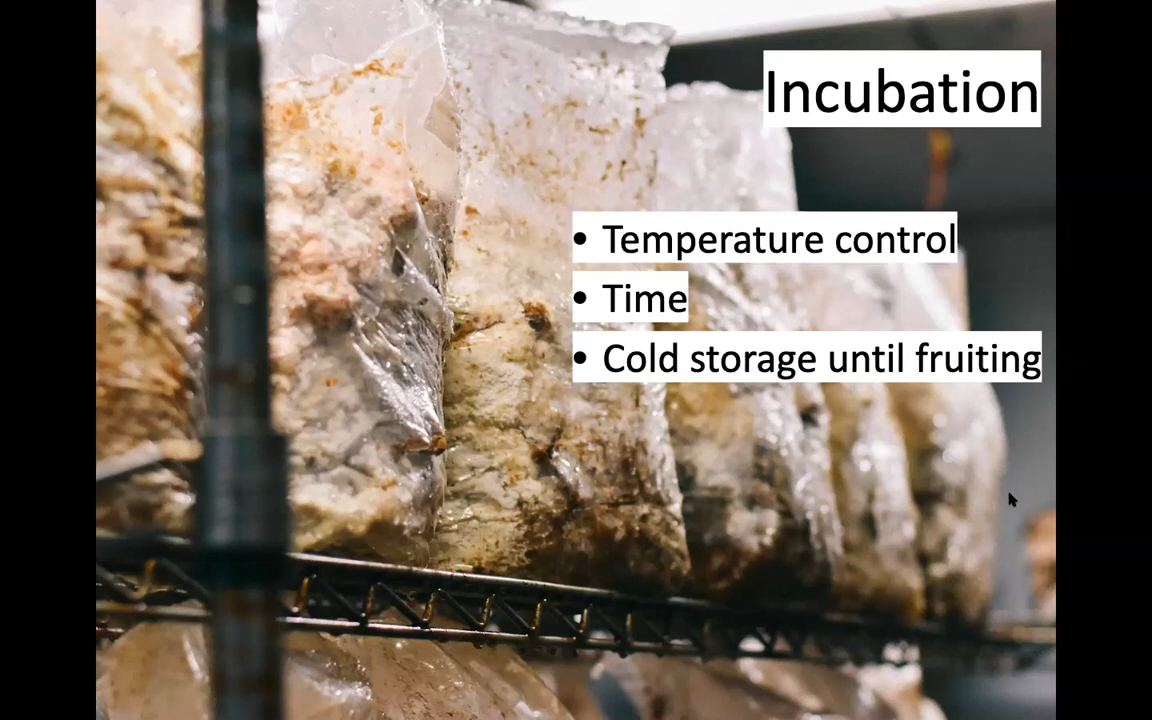 Incubation
• Temperature control
• Time
• Cold storage until fruiting